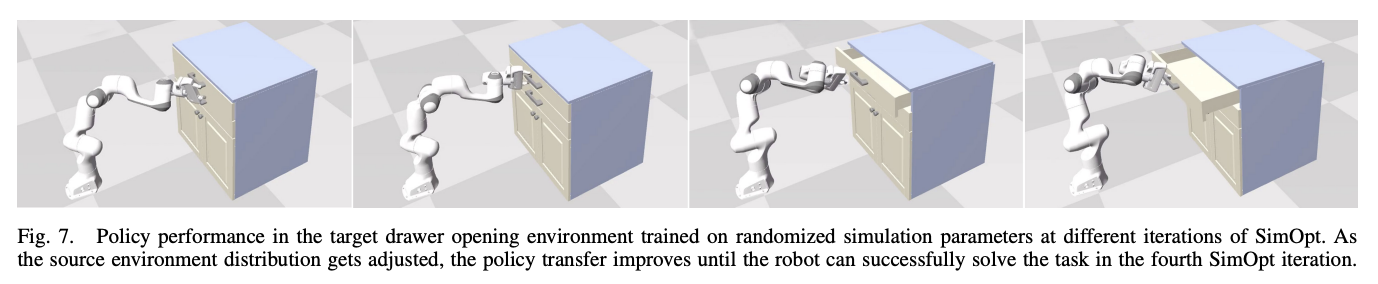 Fig. 7. Policy performance in the target drawer opening environment trained on randomized simulation parameters at different iterations of SimOpt. As
the source environment distribution gets adjusted, the policy transfer improves until the robot can successfully solve the task in the fourth SimOpt iteration.